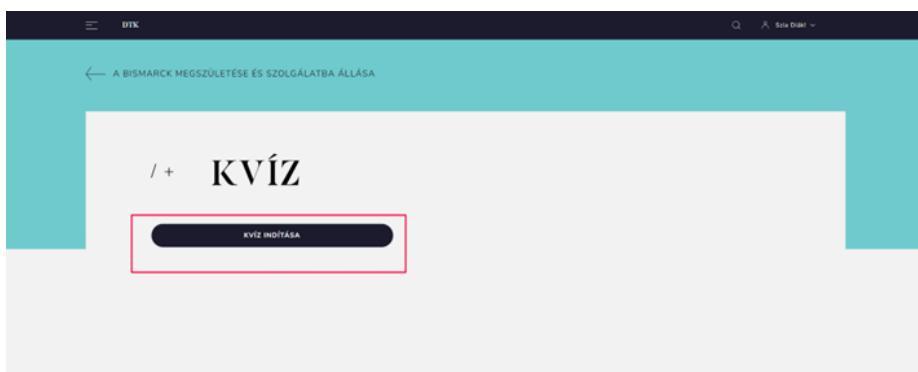 DTK
Szia Diák!
A BISMARCK MEGSZÜLETÉSE ÉS SZOLGÁLATBA ÁLLÁSA
/ + KVÍZ
KVÍZ INDÍTÁSA